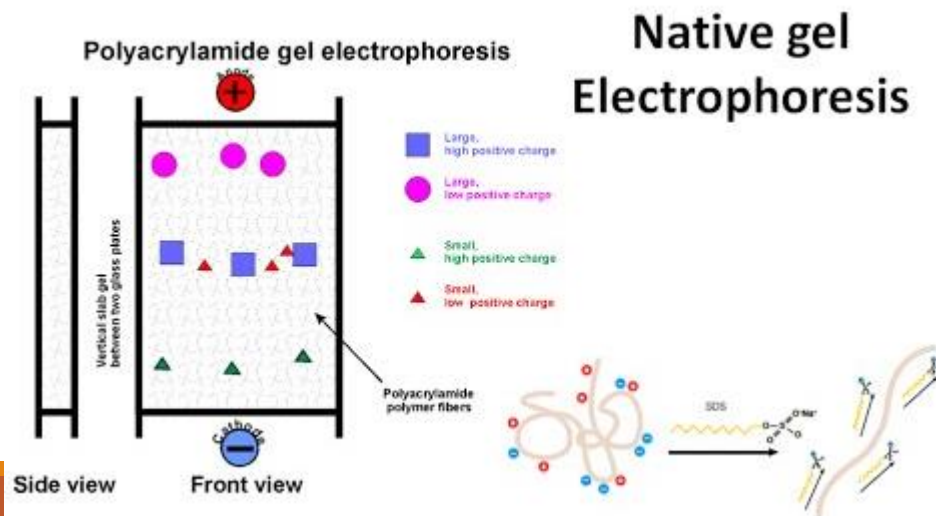 Native gel
Electrophoresis
Polyacrylamide gel electrophoresis
Anode
+
Large,
high positive charge
Large,
low positive charge
Small,
high positive charge
Small,
low positive charge
Vertical slab gel
between two glass plates
Polyacrylamide
polymer fibers
Cathode
−
Side view
Front view
SDS
O⁻Na⁺
O
S
O
O